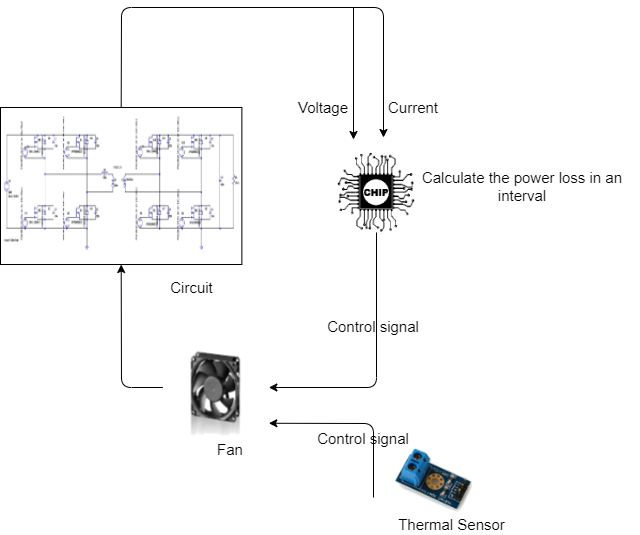 Voltage
Current
CHIP
Calculate the power loss in an
interval
Circuit
Control signal
Control signal
Fan
Thermal Sensor